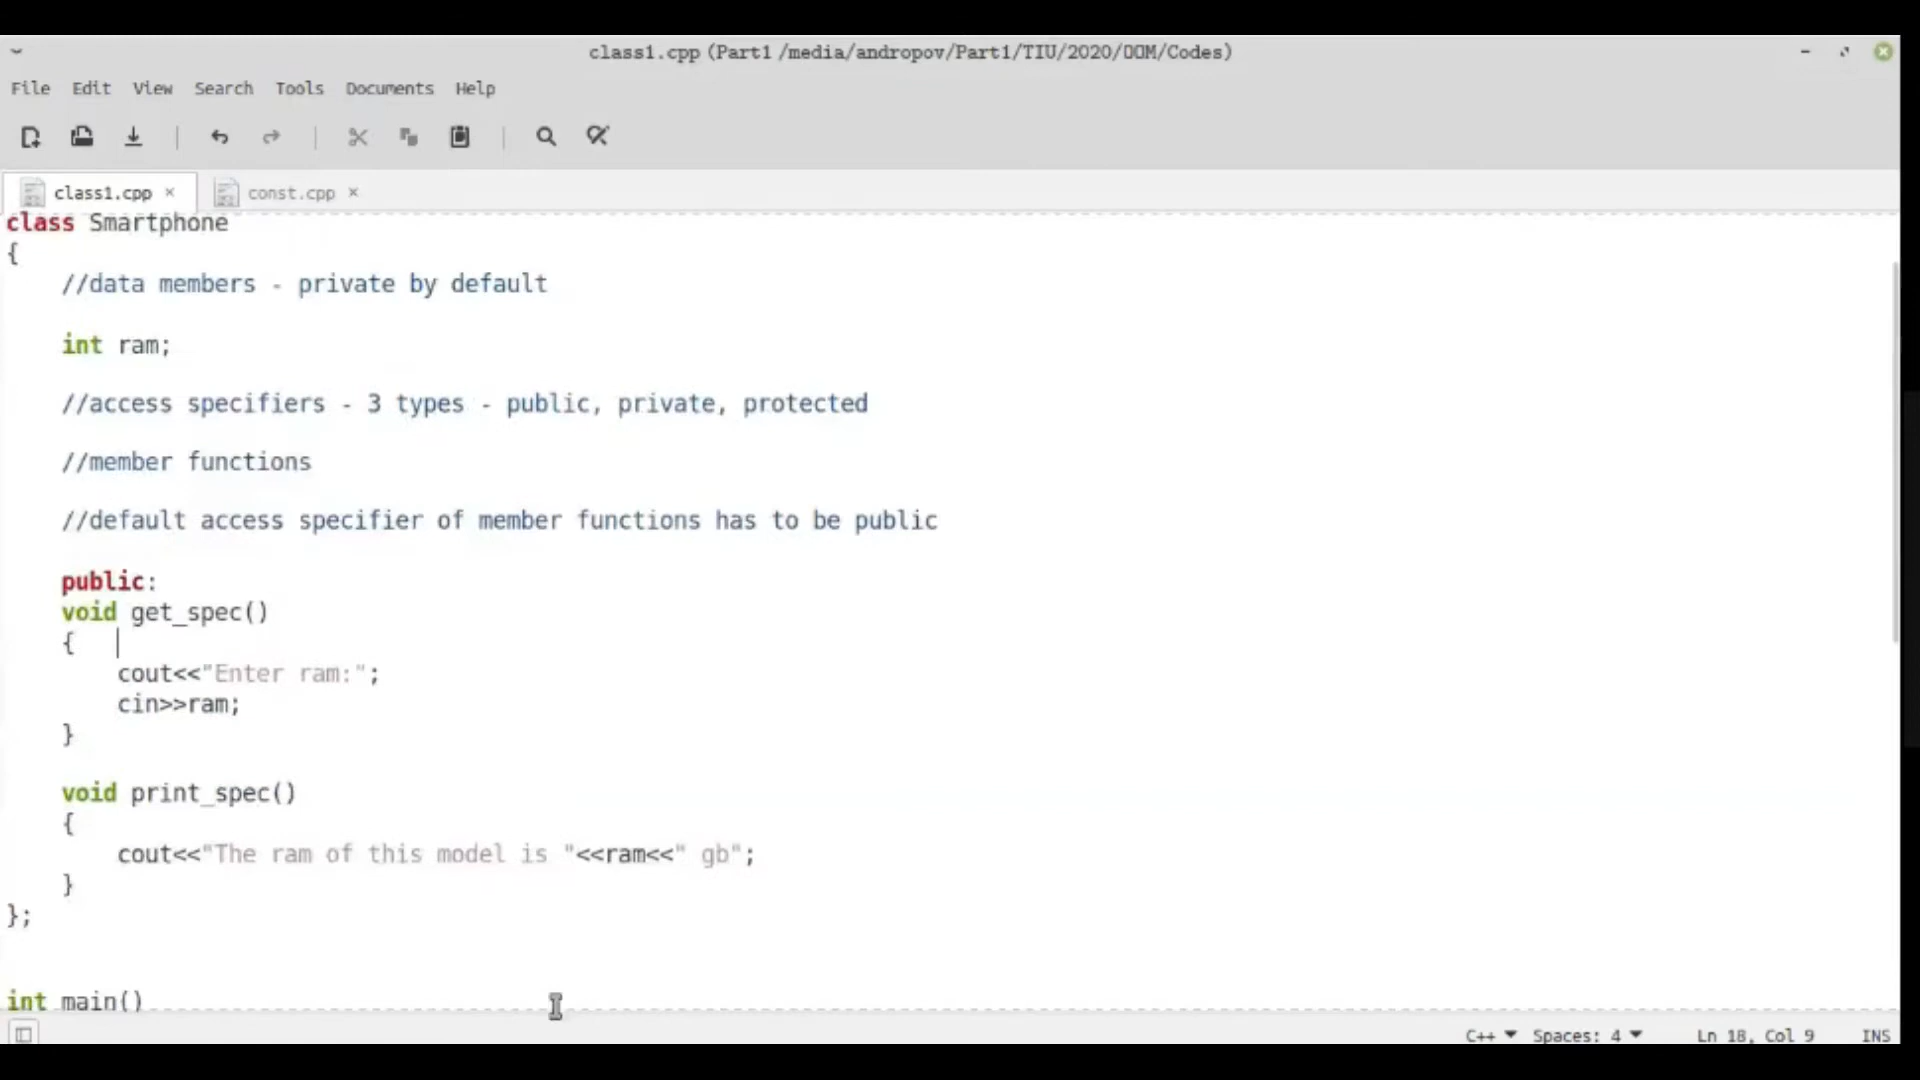 class1.cpp (Part1 /media/andropov/Part1/TIU/2020/OOM/Codes)
File Edit View Search Tools Documents Help
class1.cpp × const.cpp ×
class Smartphone
{
    //data members - private by default
    int ram;
    //access specifiers - 3 types - public, private, protected
    //member functions
    //default access specifier of member functions has to be public
    public:
    void get_spec()
    {
        cout<<"Enter ram:";
        cin>>ram;
    }
    void print_spec()
    {
        cout<<"The ram of this model is "<<ram<<" gb";
    }
};
int main()
C++ Spaces: 4 Ln 18, Col 9 INS